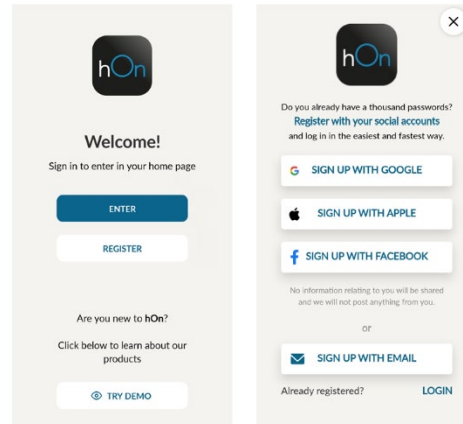 hOn
Welcome!
Sign in to enter in your home page
ENTER
REGISTER
Are you new to hOn?
Click below to learn about our
products
TRY DEMO
hOn
Do you already have a thousand passwords?
Register with your social accounts
and log in in the easiest and fastest way.
SIGN UP WITH GOOGLE
SIGN UP WITH APPLE
SIGN UP WITH FACEBOOK
No information relating to you will be shared
and we will not post anything from you.
or
SIGN UP WITH EMAIL
Already registered? LOGIN